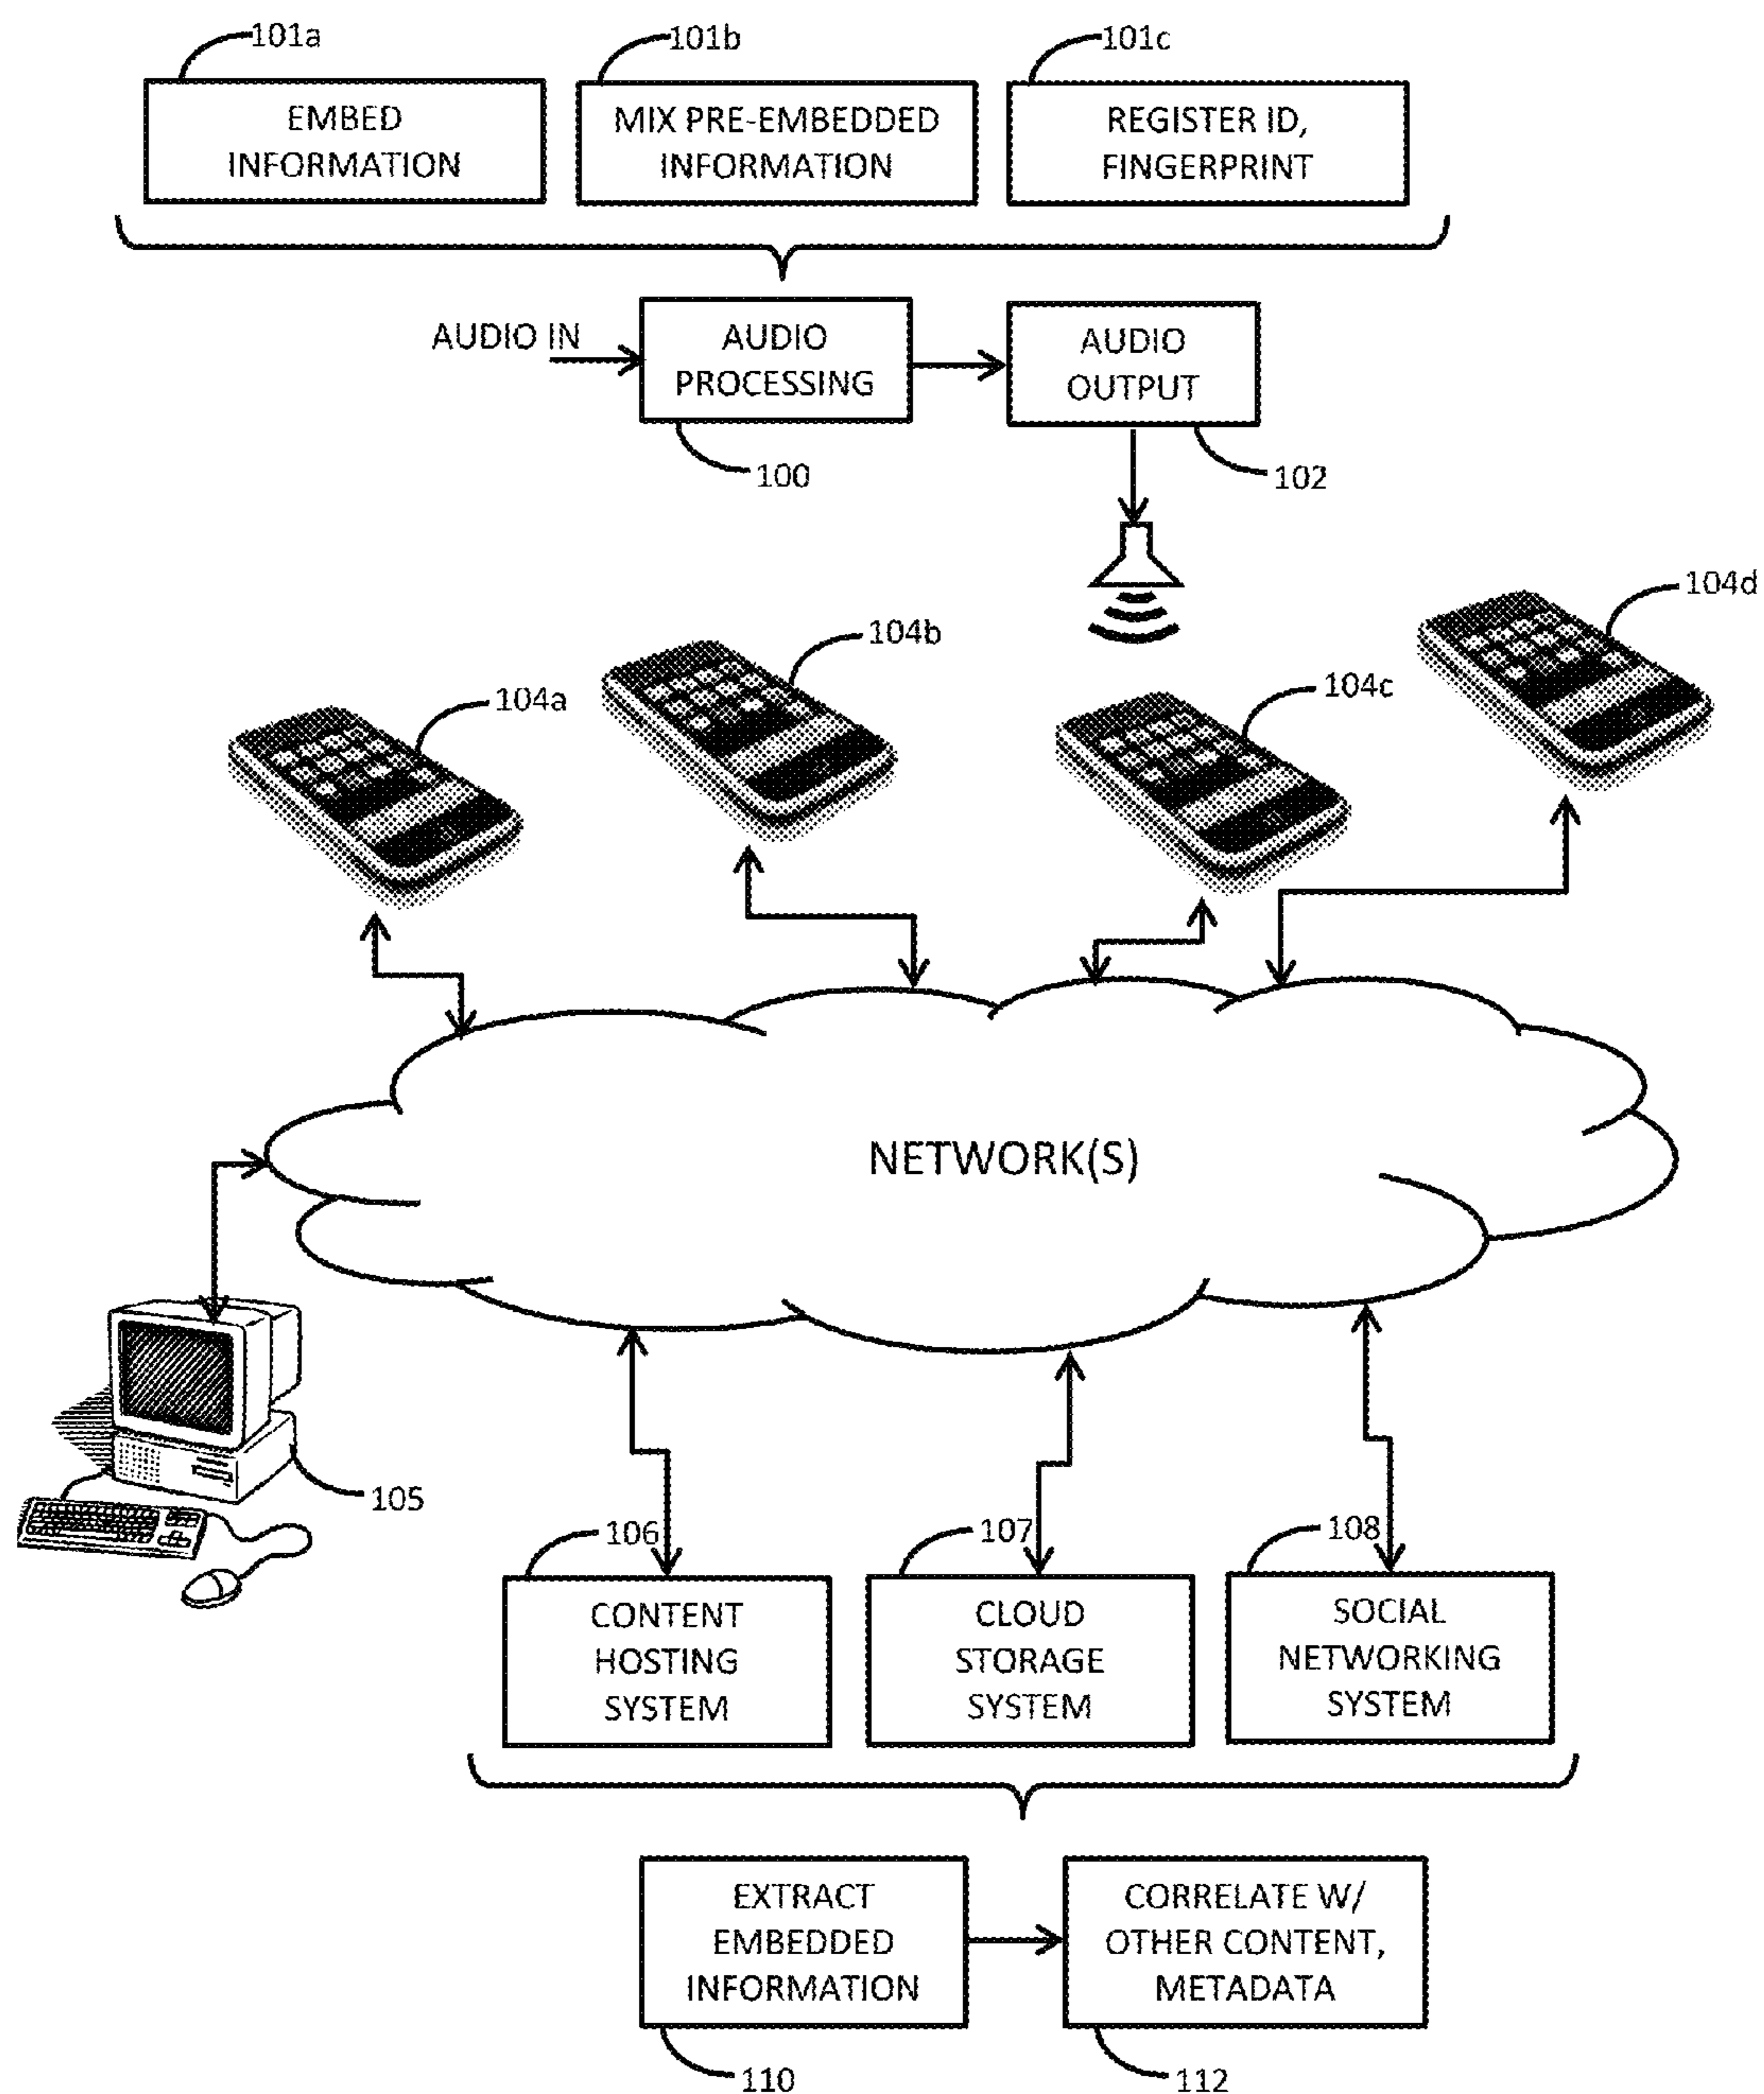 101a
101b
101c
EMBED
INFORMATION
MIX PRE-EMBEDDED
INFORMATION
REGISTER ID,
FINGERPRINT
AUDIO IN
AUDIO
PROCESSING
AUDIO
OUTPUT
100
102
104a
104b
104c
104d
NETWORK(S)
105
106
107
108
CONTENT
HOSTING
SYSTEM
CLOUD
STORAGE
SYSTEM
SOCIAL
NETWORKING
SYSTEM
EXTRACT
EMBEDDED
INFORMATION
CORRELATE W/
OTHER CONTENT,
METADATA
110
112